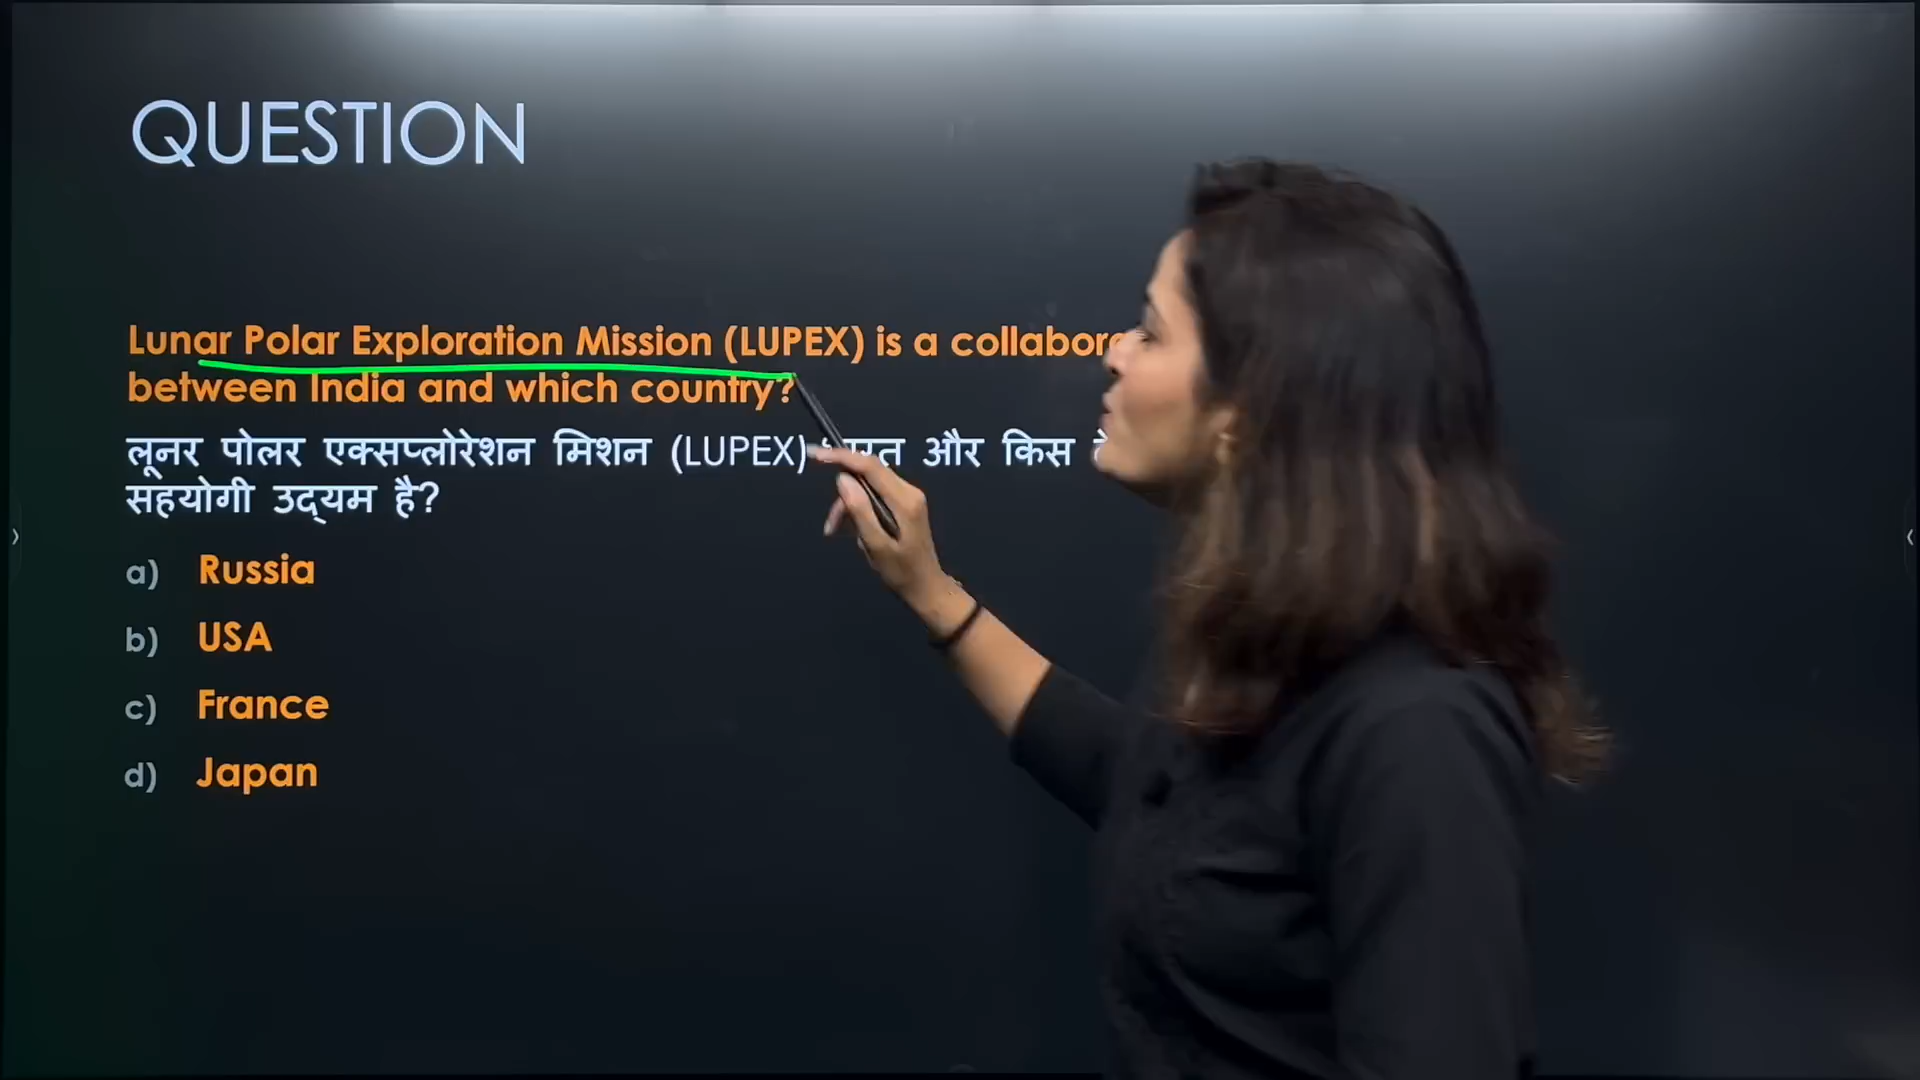 QUESTION
Lunar Polar Exploration Mission (LUPEX) is a
between India and which country?
लूनर पोलर एक्सप्लोरेशन मिशन (LUPEX) और किस
सहयोगी उद्यम है?
a) Russia
b) USA
c) France
d) Japan